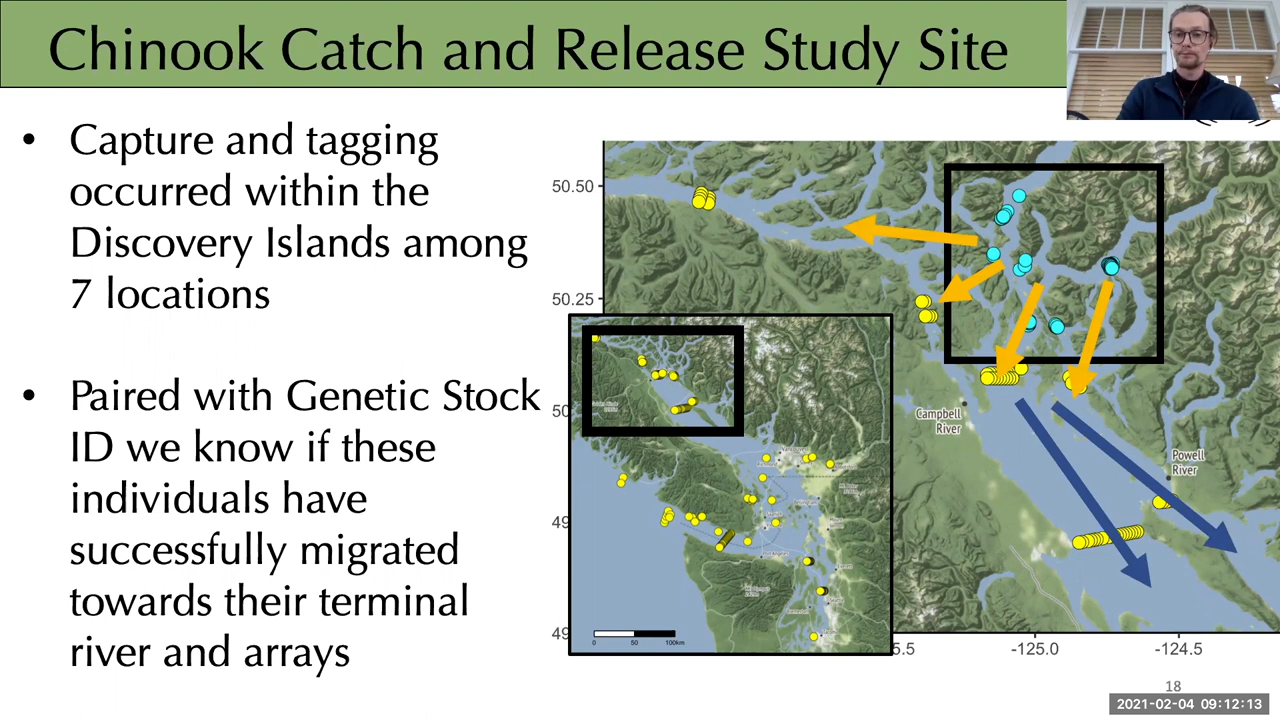 Chinook Catch and Release Study Site
• Capture and tagging
occurred within the
Discovery Islands among
7 locations
• Paired with Genetic Stock
ID we know if these
individuals have
successfully migrated
towards their terminal
river and arrays
50.50
50.25
50
49
49
5.5
-125.0
-124.5
Campbell
River
Powell
River
0 50 100km
18
2021-02-04 09:12:13